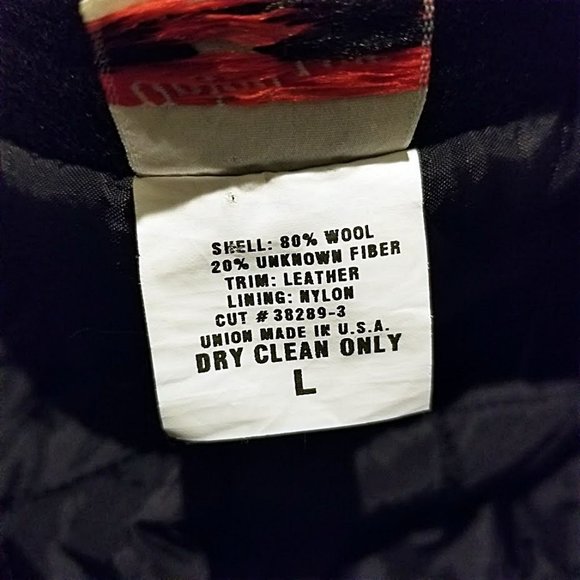 SHELL: 80% WOOL
20% UNKNOWN FIBER
TRIM: LEATHER
LINING: NYLON
CUT # 38289-3
UNION MADE IN U.S.A.
DRY CLEAN ONLY
L